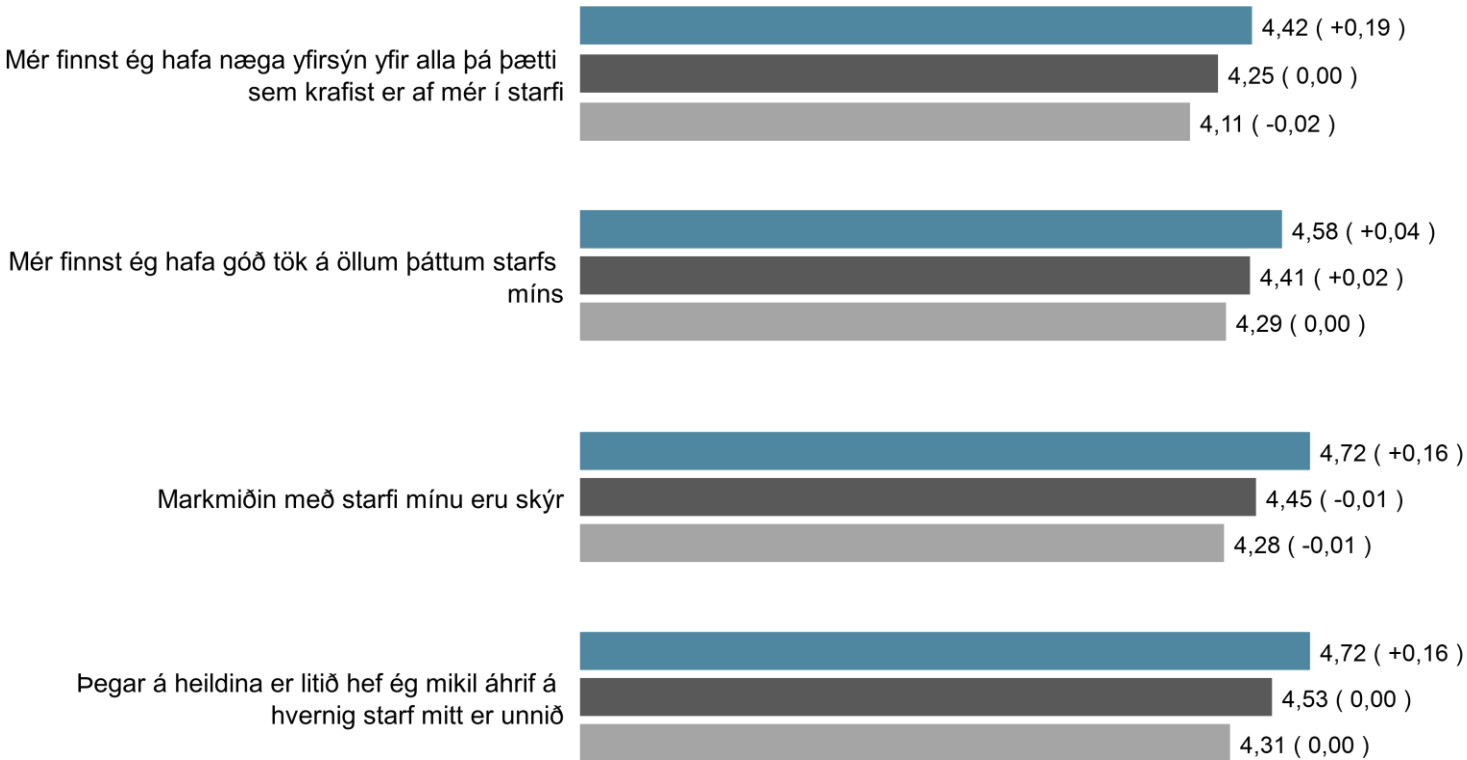 4,42 ( +0,19 )
Mér finnst ég hafa næga yfirsýn yfir alla þá þætti
sem krafist er af mér í starfi
4,25 ( 0,00 )
4,11 ( -0,02 )
4,58 ( +0,04 )
Mér finnst ég hafa góð tök á öllum þáttum starfs
míns
4,41 ( +0,02 )
4,29 ( 0,00 )
4,72 ( +0,16 )
Markmiðin með starfi mínu eru skýr
4,45 ( -0,01 )
4,28 ( -0,01 )
4,72 ( +0,16 )
Þegar á heildina er litið hef ég mikil áhrif á
hvernig starf mitt er unnið
4,53 ( 0,00 )
4,31 ( 0,00 )